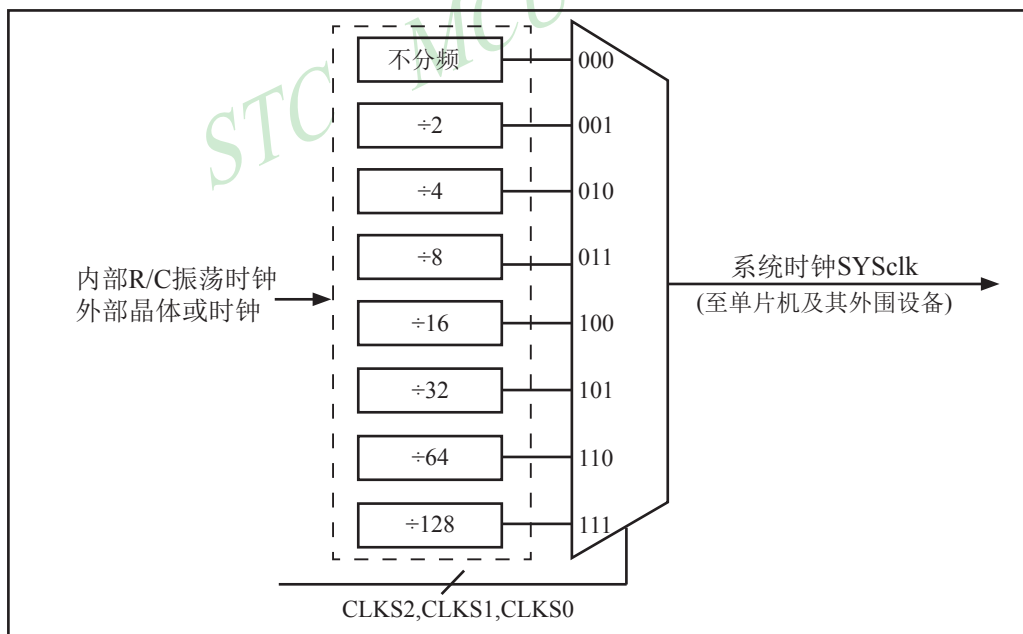 STC MCU
不分频
000
÷2
001
÷4
010
÷8
011
内部R/C振荡时钟
外部晶体或时钟
系统时钟SYSclk
(至单片机及其外围设备)
÷16
100
÷32
101
÷64
110
÷128
111
CLKS2,CLKS1,CLKS0